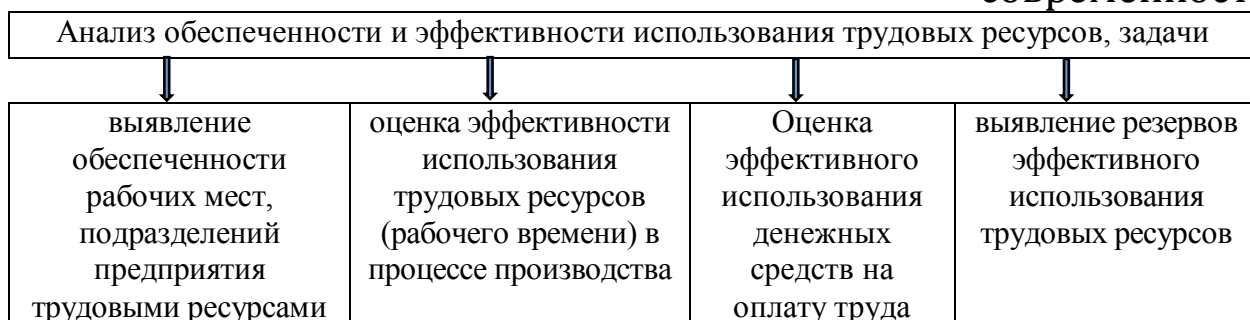 современност
Анализ обеспеченности и эффективности использования трудовых ресурсов, задачи
выявление
обеспеченности
рабочих мест,
подразделений
предприятия
трудовыми ресурсами
оценка эффективности
использования
трудовых ресурсов
(рабочего времени) в
процессе производства
Оценка
эффективного
использования
денежных
средств на
оплату труда
выявление резервов
эффективного
использования
трудовых ресурсов